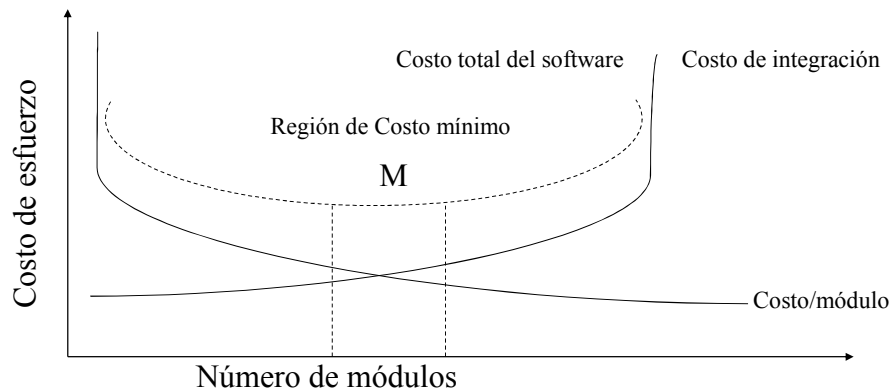 Costo total del software
Costo de integración
Región de Costo mínimo
M
Costo de esfuerzo
Costo/módulo
Número de módulos